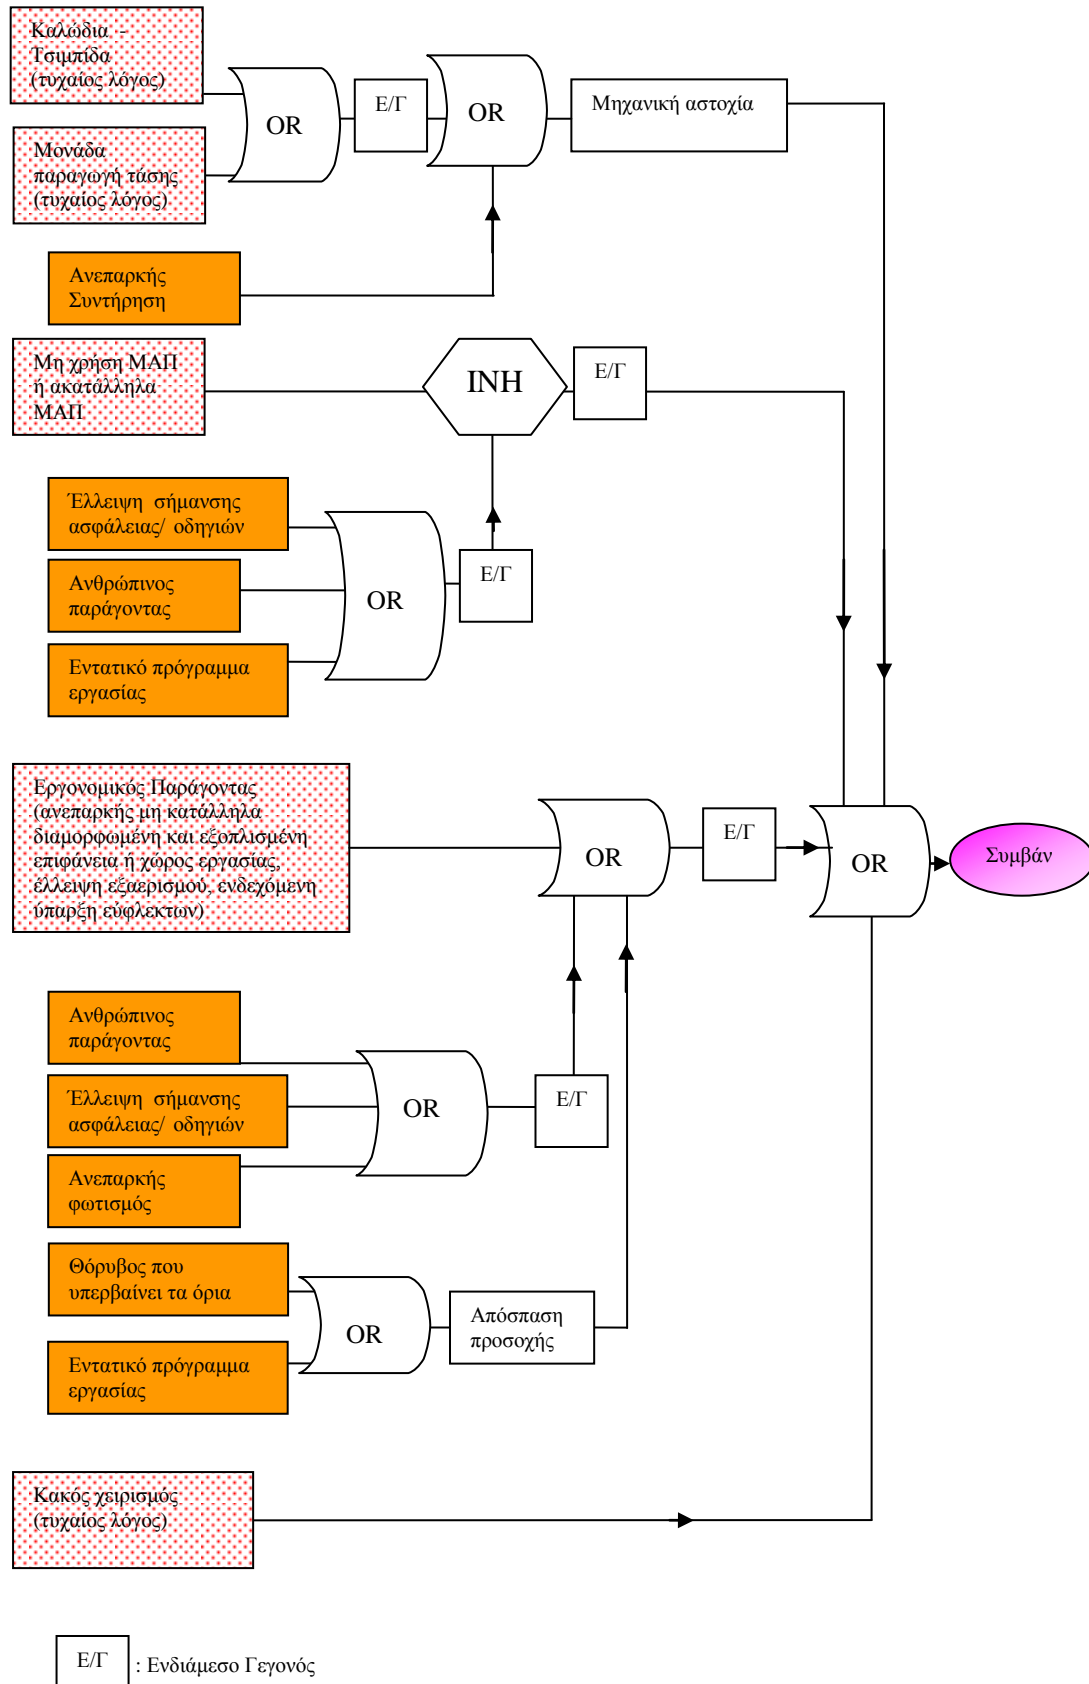 Καλώδια -
Τσιμπίδα
(τυχαίος λόγος)
OR
Ε/Γ
OR
Μηχανική αστοχία
Μονάδα
παραγωγή τάσης
(τυχαίος λόγος)
Ανεπαρκής
Συντήρηση
Μη χρήση ΜΑΠ
ή ακατάλληλα
ΜΑΠ
INH
Ε/Γ
Έλλειψη σήμανσης
ασφάλειας/ οδηγιών
Ανθρώπινος
παράγοντας
Εντατικό πρόγραμμα
εργασίας
OR
Ε/Γ
Εργονομικός Παράγοντας
(ανεπαρκής μη κατάλληλα
διαμορφωμένη και εξοπλισμένη
επιφάνεια ή χώρος εργασίας,
έλλειψη εξαερισμού, ενδεχόμενη
ύπαρξη εύφλεκτων)
OR
Ε/Γ
OR
Συμβάν
Ανθρώπινος
παράγοντας
Έλλειψη σήμανσης
ασφάλειας/ οδηγιών
Ανεπαρκής
φωτισμός
OR
Ε/Γ
Θόρυβος που
υπερβαίνει τα όρια
Εντατικό πρόγραμμα
εργασίας
OR
Απόσπαση
προσοχής
Κακός χειρισμός
(τυχαίος λόγος)
Ε/Γ : Ενδιάμεσο Γεγονός